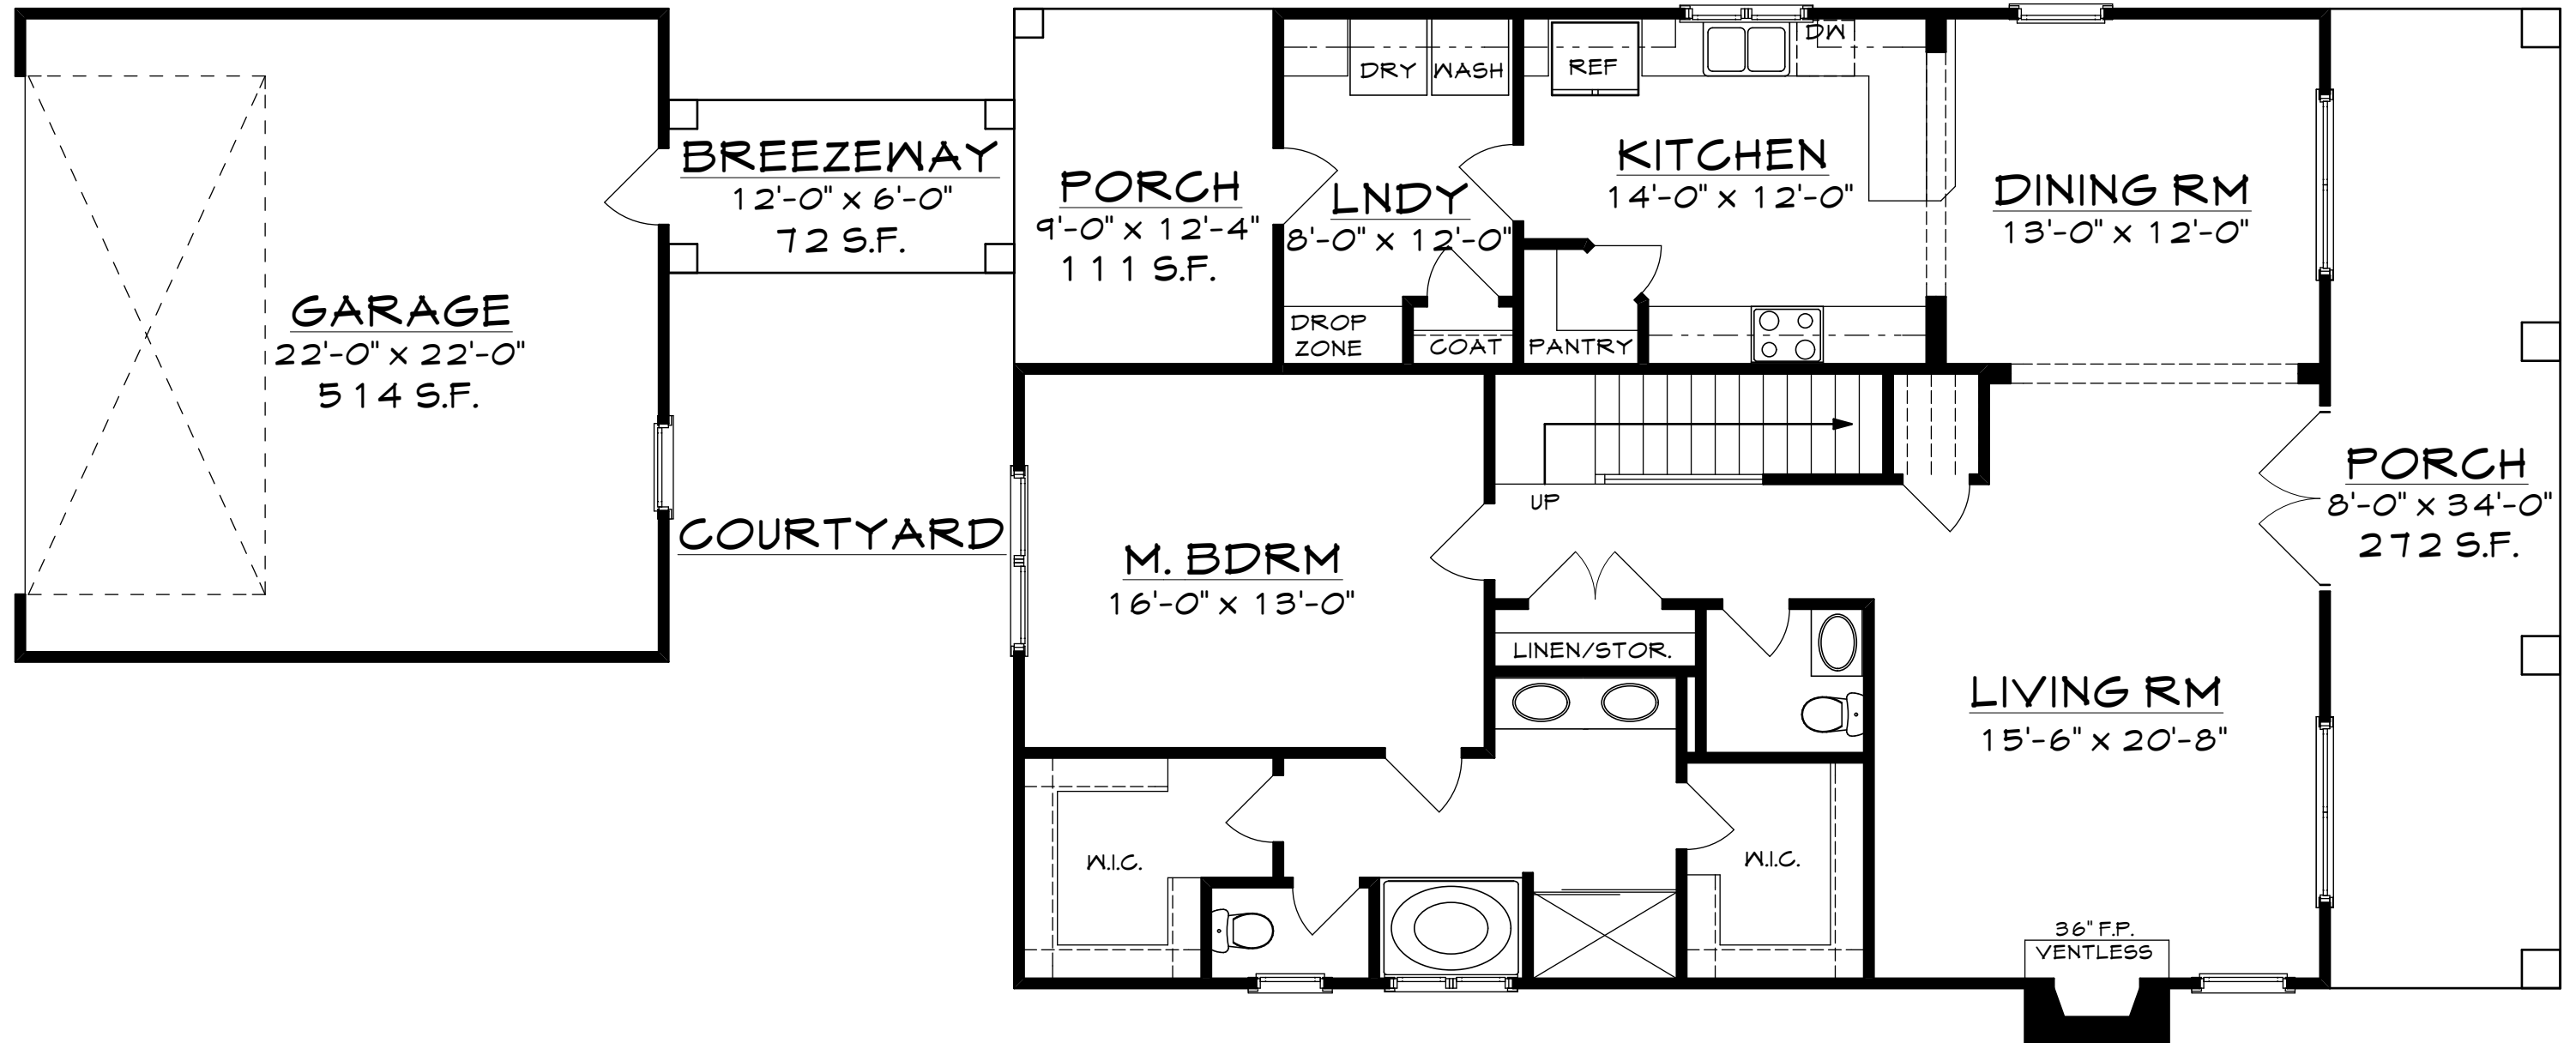 GARAGE
22'-0" x 22'-0"
514 S.F.
BREEZEWAY
12'-0" x 6'-0"
72 S.F.
COURTYARD
PORCH
9'-0" x 12'-4"
111 S.F.
DRY
WASH
LNDY
8'-0" x 12'-0"
DROP
ZONE
COAT
REF
DW
KITCHEN
14'-0" x 12'-0"
PANTRY
DINING RM
13'-0" x 12'-0"
UP
M. BDRM
16'-0" x 13'-0"
LINEN/STOR.
PORCH
8'-0" x 34'-0"
272 S.F.
LIVING RM
15'-6" x 20'-8"
W.I.C.
W.I.C.
36" F.P.
VENTLESS